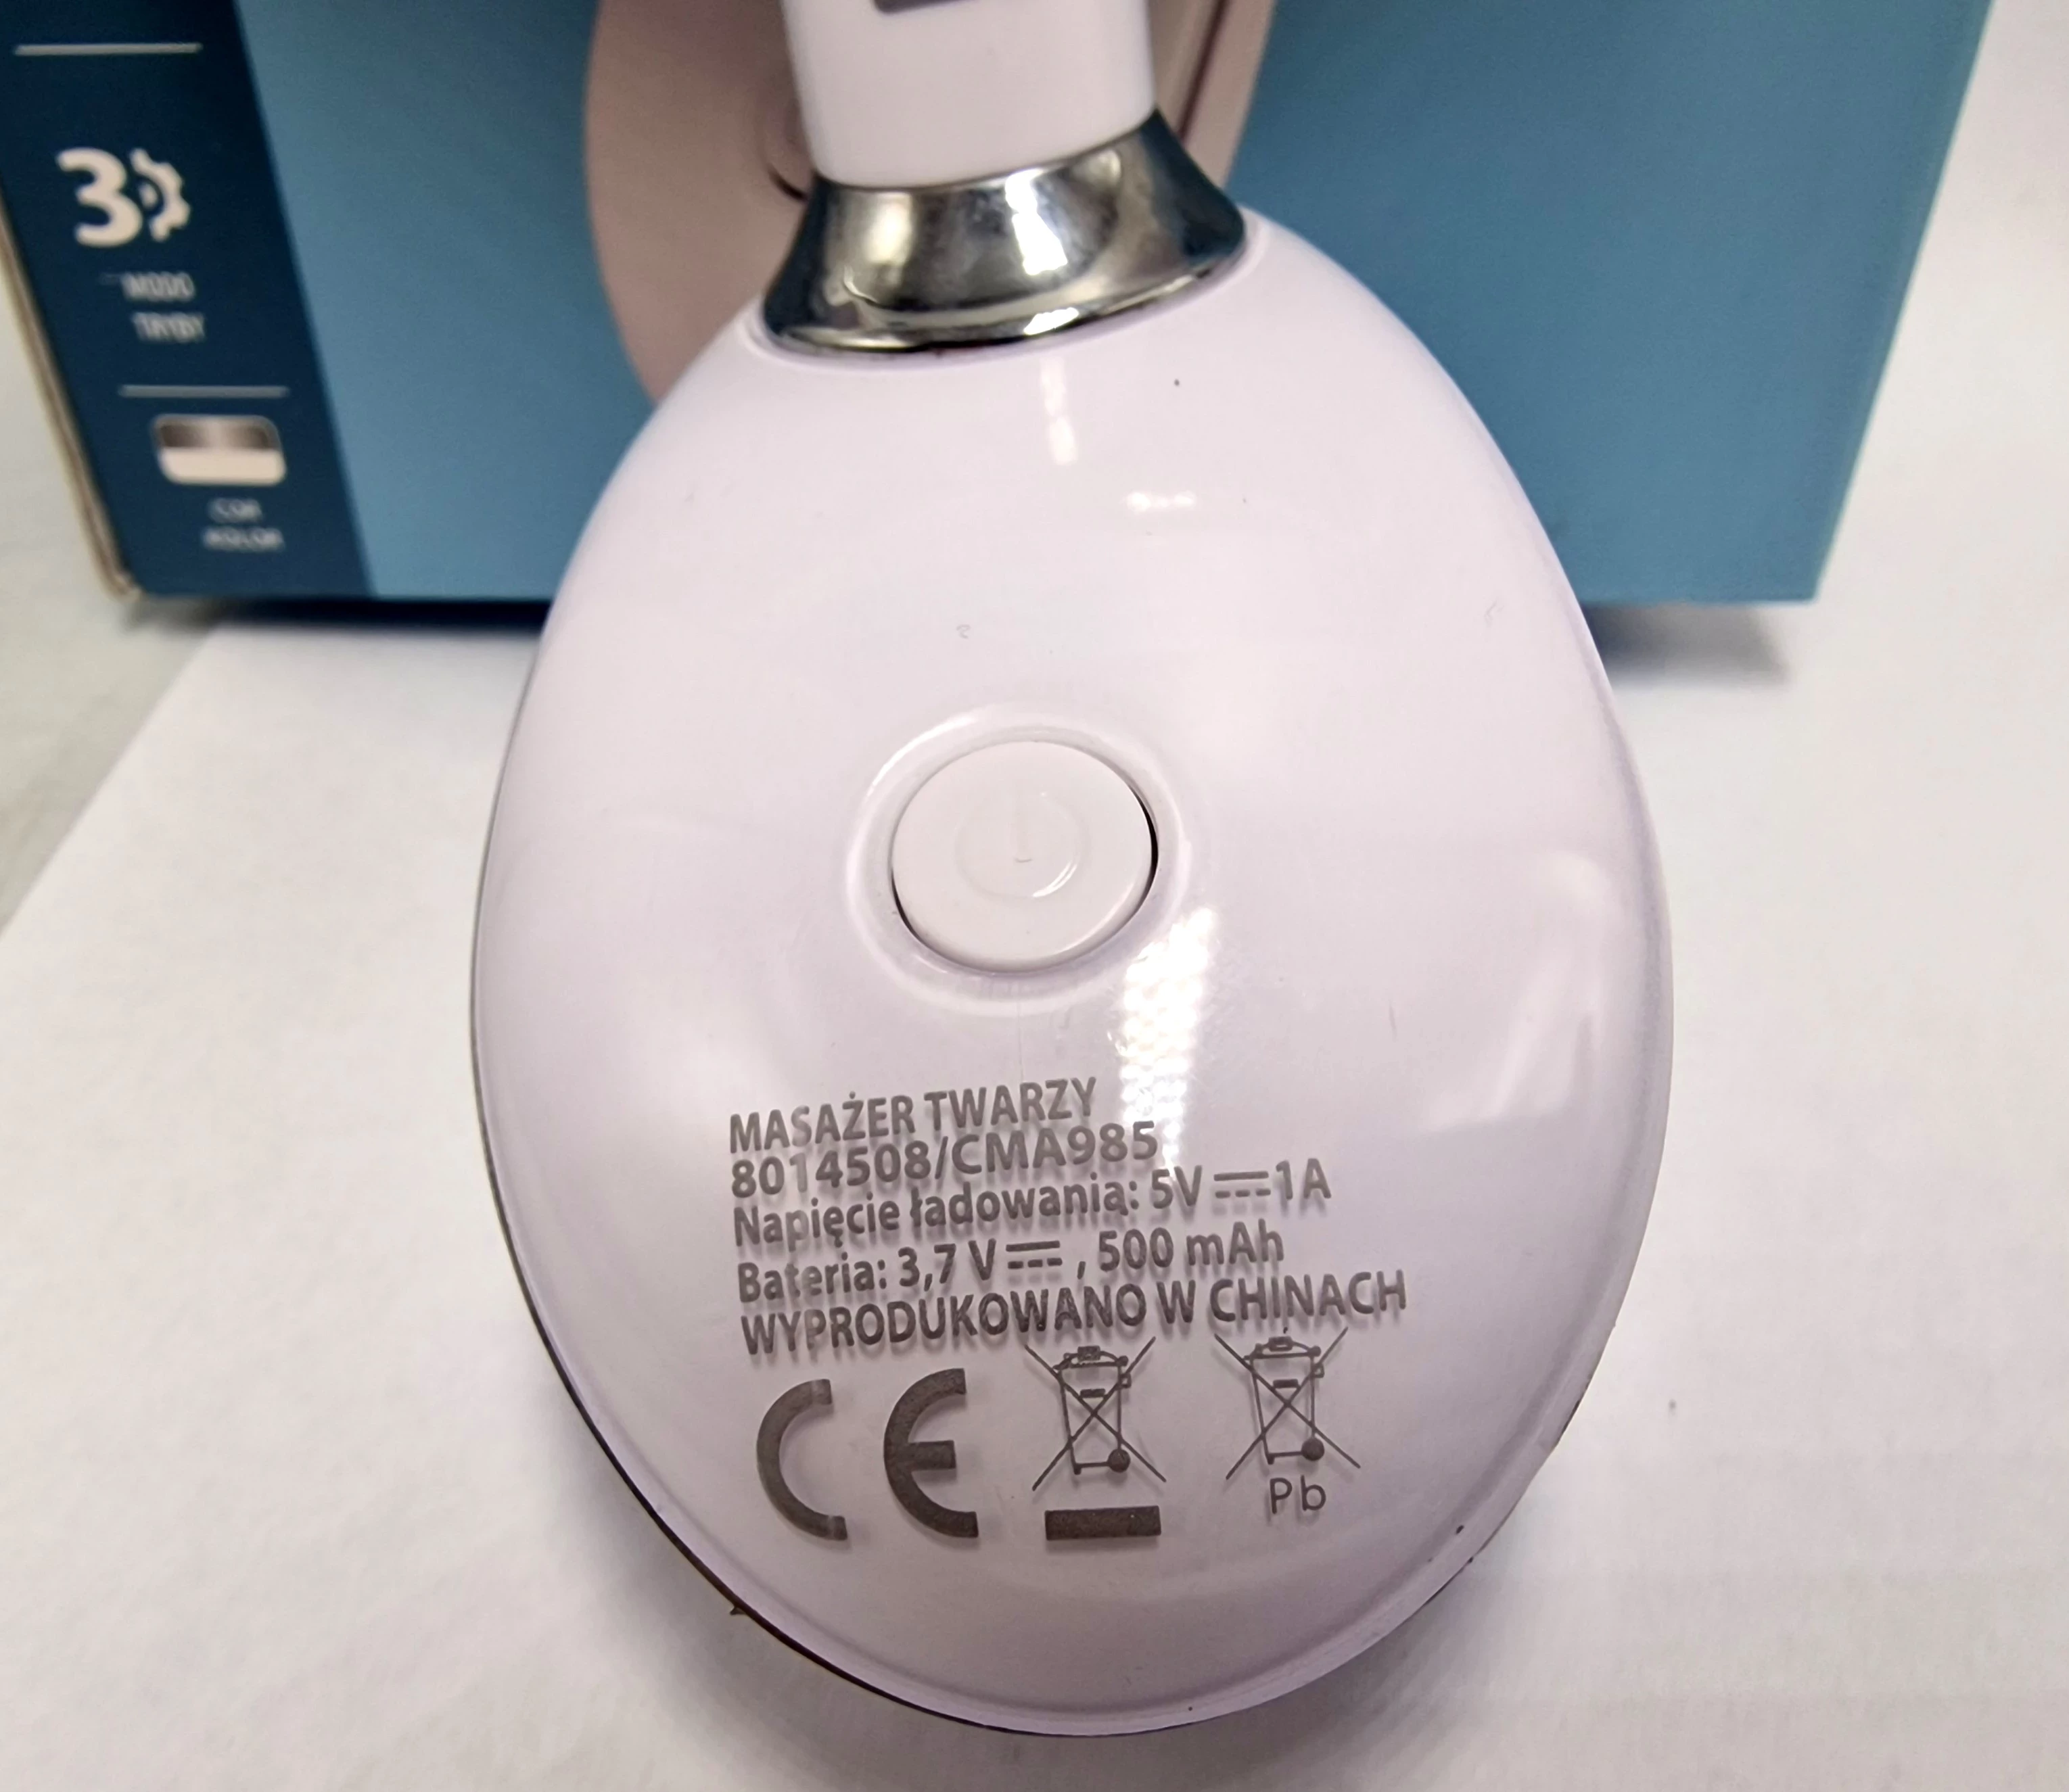 3
MODO
TRYBY
COR
KOLOR
MASAŻER TWARZY
8014508/CMA985
Napięcie ładowanią: 5V⎓1A
Bateria: 3,7 V⎓, 500 mAh
WYPRODUKOWANO W CHINACH
CE
Pb